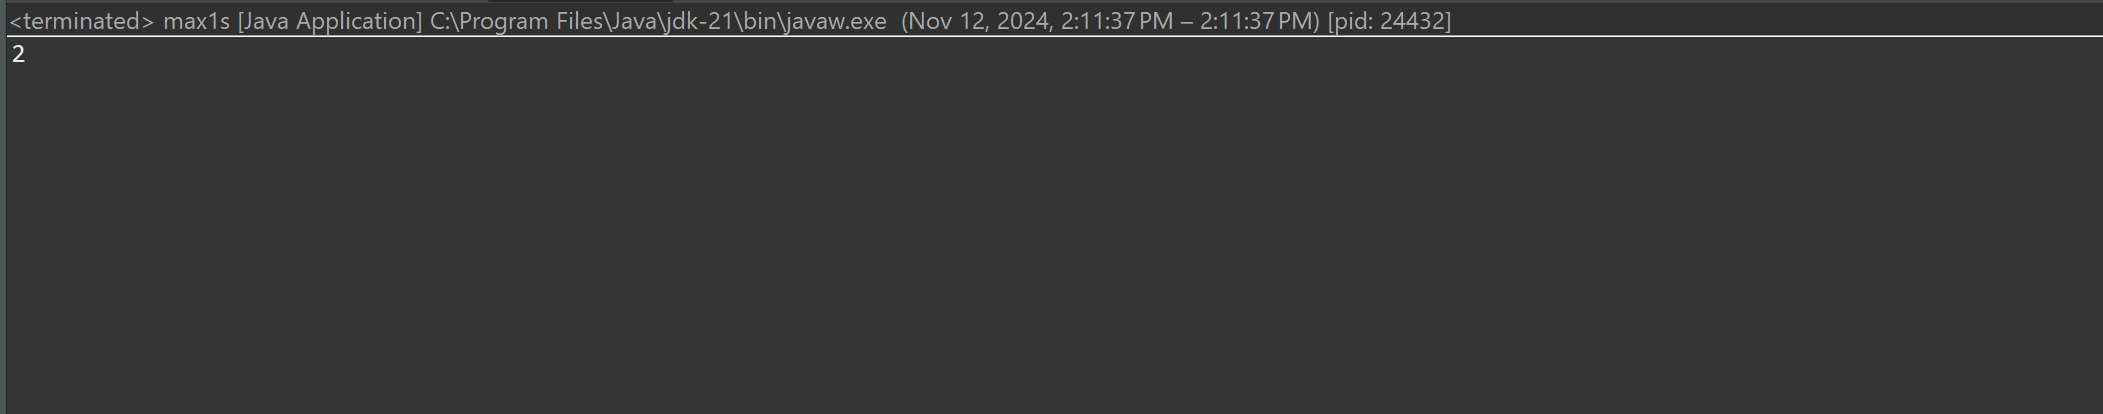 <terminated> max1s [Java Application] C:\Program Files\Java\jdk-21\bin\javaw.exe (Nov 12, 2024, 2:11:37 PM – 2:11:37 PM) [pid: 24432]
2